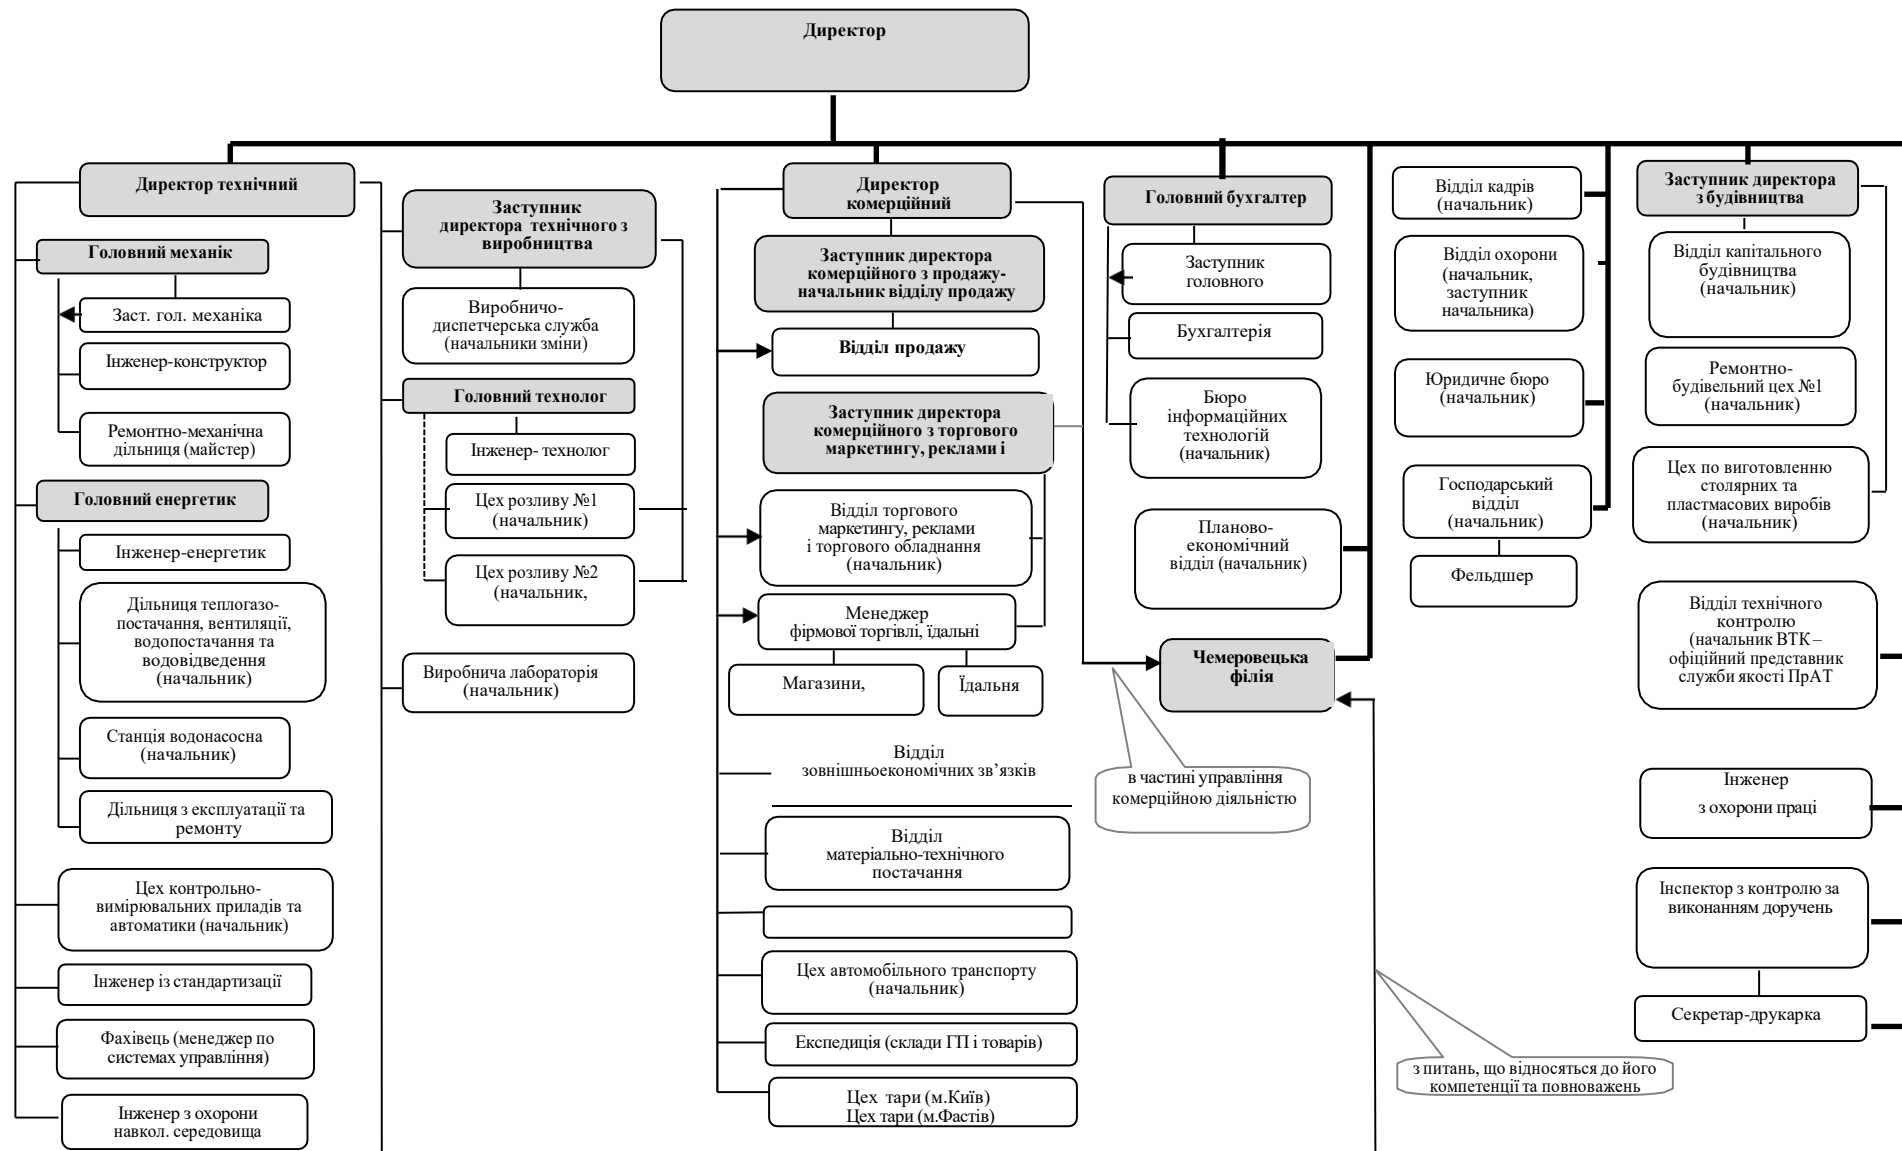 Директор
Директор технічний
Головний механік
Заст. гол. механіка
Інженер-конструктор
Ремонтно-механічна
дільниця (майстер)
Головний енергетик
Інженер-енергетик
Дільниця теплогазо-
постачання, вентиляції,
водопостачання та
водовідведення
(начальник)
Станція водонасосна
(начальник)
Дільниця з експлуатації та
ремонту
Цех контрольно-
вимірювальних приладів та
автоматики (начальник)
Інженер із стандартизації
Фахівець (менеджер по
системах управління)
Інженер з охорони
навкол. середовища
Заступник
директора технічного з
виробництва
Виробничо-
диспетчерська служба
(начальники зміни)
Головний технолог
Інженер- технолог
Цех розливу №1
(начальник)
Цех розливу №2
(начальник,
Виробнича лабораторія
(начальник)
Директор
комерційний
Заступник директора
комерційного з продажу-
начальник відділу продажу
Відділ продажу
Заступник директора
комерційного з торгового
маркетингу, реклами і
Відділ торгового
маркетингу, реклами
і торгового обладнання
(начальник)
Менеджер
фірмової торгівлі, їдальні
Магазини,
Їдальня
Відділ
зовнішньоекономічних зв’язків
Відділ
матеріально-технічного
постачання
Цех автомобільного транспорту
(начальник)
Експедиція (склади ГП і товарів)
Цех тари (м.Київ)
Цех тари (м.Фастів)
Головний бухгалтер
Заступник
головного
Бухгалтерія
Бюро
інформаційних
технологій
(начальник)
Планово-
економічний
відділ (начальник)
Чемеровецька
філія
в частині управління
комерційною діяльністю
Відділ кадрів
(начальник)
Відділ охорони
(начальник,
заступник
начальника)
Юридичне бюро
(начальник)
Господарський
відділ
(начальник)
Фельдшер
з питань, що відносяться до його
компетенції та повноважень
Заступник директора
з будівництва
Відділ капітального
будівництва
(начальник)
Ремонтно-
будівельний цех №1
(начальник)
Цех по виготовленню
столярних та
пластмасових виробів
(начальник)
Відділ технічного
контролю
(начальник ВТК –
офіційний представник
служби якості ПрАТ
Інженер
з охорони праці
Інспектор з контролю за
виконанням доручень
Секретар-друкарка